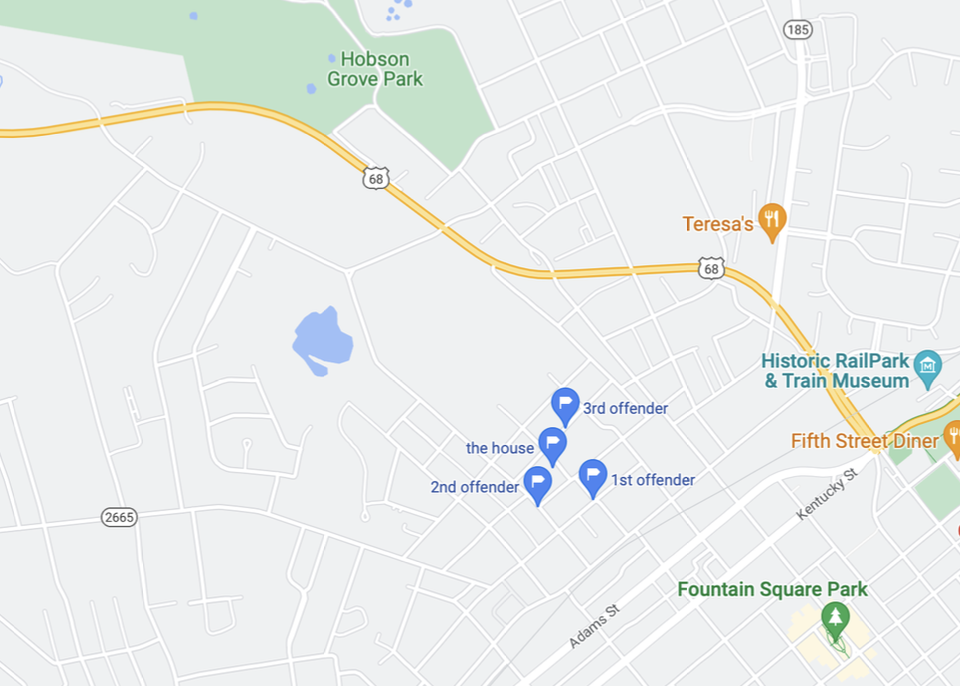 185
Hobson
Grove Park
68
Teresa's
68
Historic RailPark
& Train Museum
3rd offender
Fifth Street Diner
the house
2nd offender
1st offender
Kentucky St
2665
Fountain Square Park
Adams St